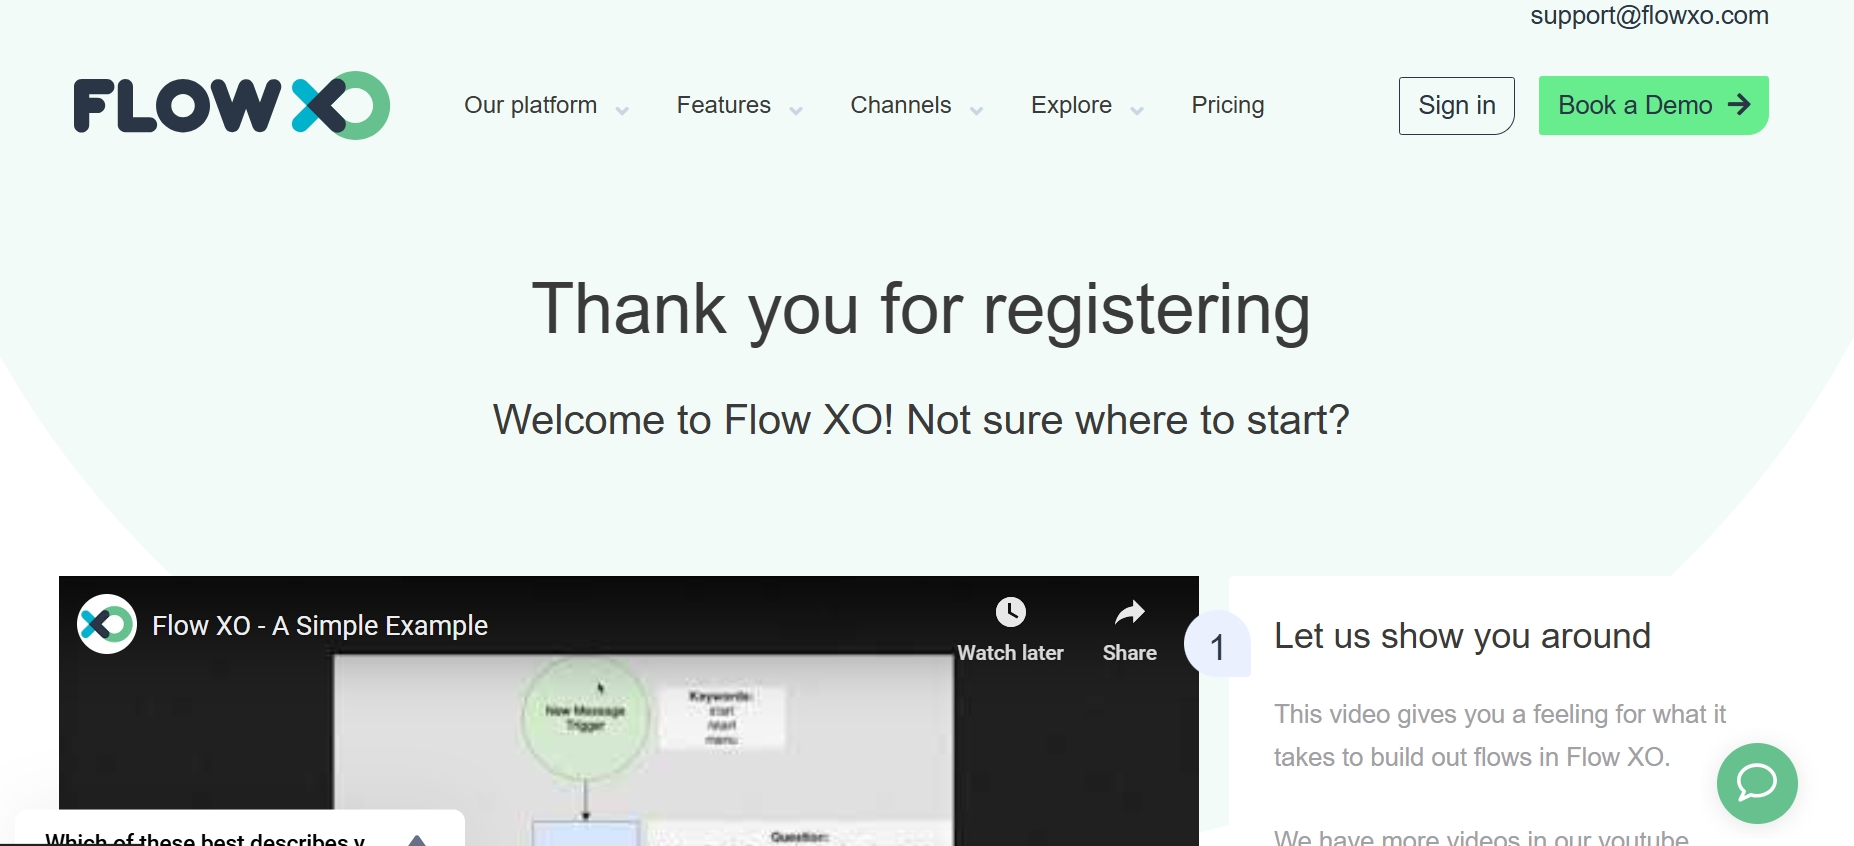 support@flowxo.com
FLOW XO
Our platform
Features
Channels
Explore
Pricing
Sign in
Book a Demo
Thank you for registering
Welcome to Flow XO! Not sure where to start?
Flow XO - A Simple Example
Watch later
Share
New Message
Trigger
Keywords:
start
menu
Question:
1
Let us show you around
This video gives you a feeling for what it
takes to build out flows in Flow XO.
We have more videos in our youtube
Which of these best describes y